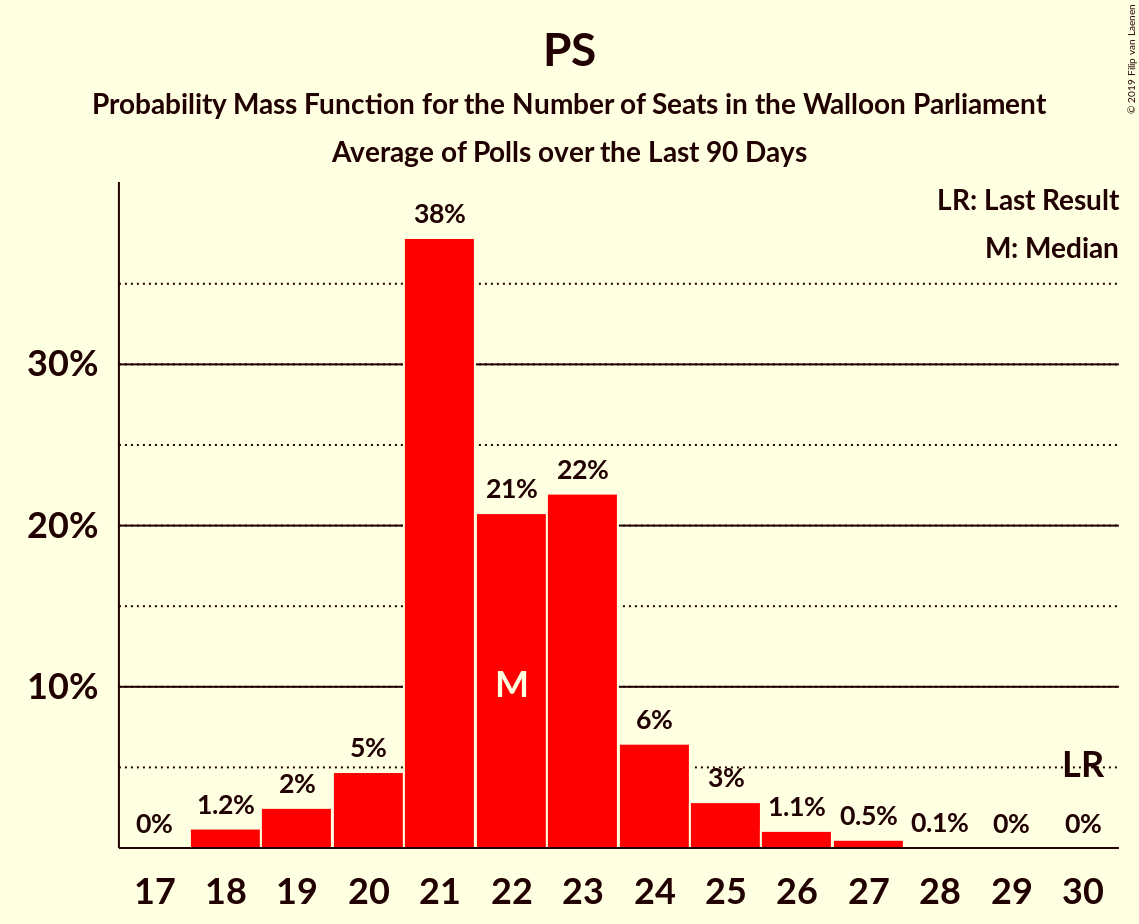 PS
Probability Mass Function for the Number of Seats in the Walloon Parliament
Average of Polls over the Last 90 Days
© 2019 Filip van Laenen
LR: Last Result
M: Median
38%
30%
22%
21%
20%
M
10%
6%
5%
LR
3%
2%
1.2%
1.1%
0.5%
0.1%
0%
0%
0%
17 18 19 20 21 22 23 24 25 26 27 28 29 30